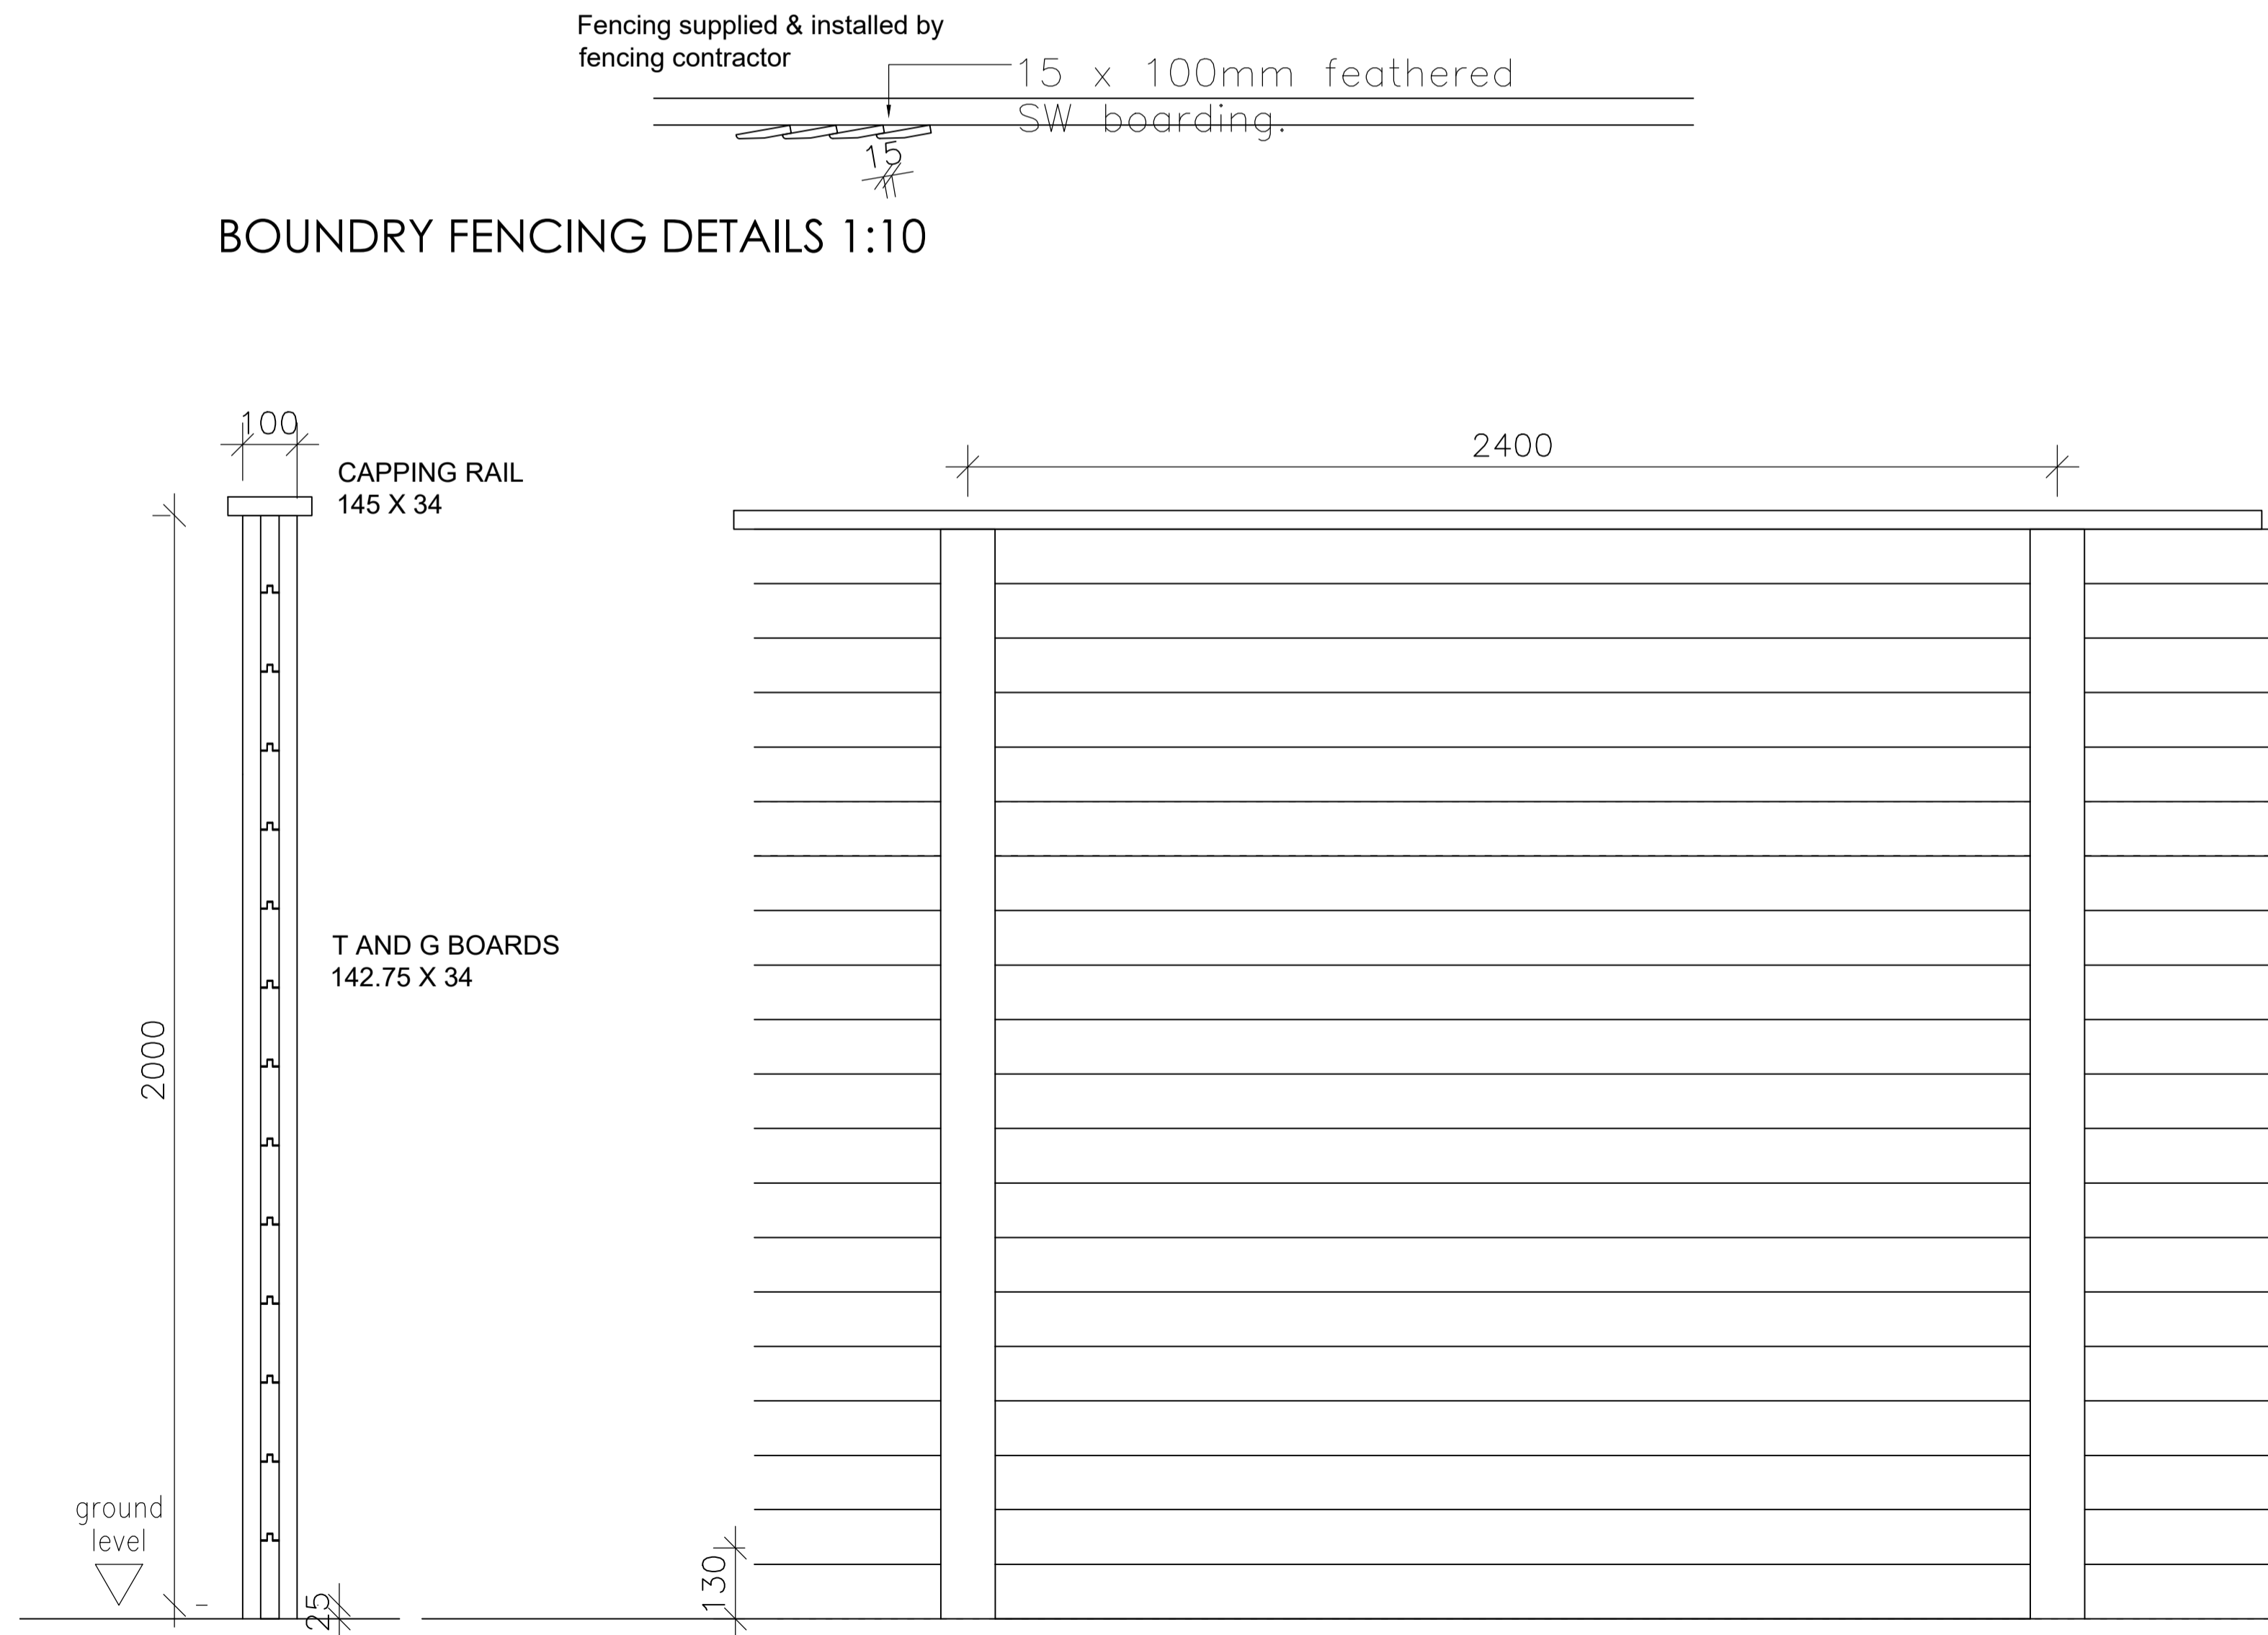 Fencing supplied & installed by
fencing contractor
15 x 100mm feathered
SW boarding.
15
BOUNDRY FENCING DETAILS 1:10
100
CAPPING RAIL
145 X 34
2400
T AND G BOARDS
142.75 X 34
2000
ground
level
25
130